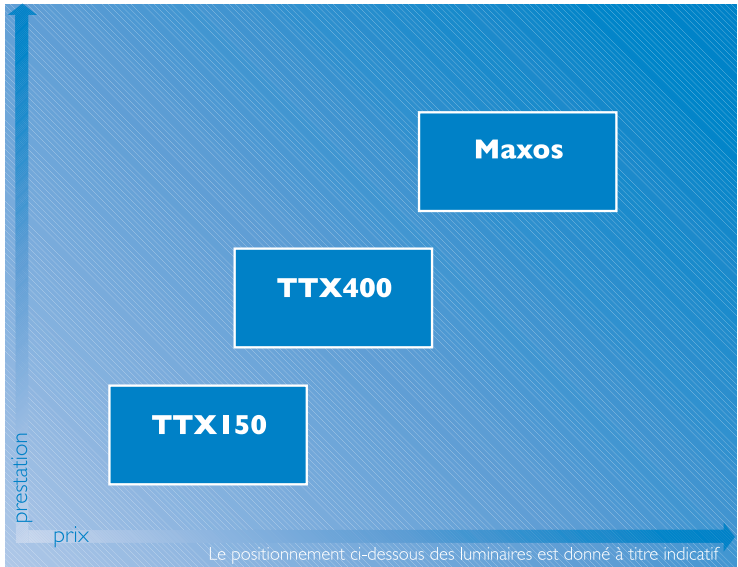 Maxos
TTX400
TTX150
prestation
prix
Le positionnement ci-dessous des luminaires est donné à titre indicatif